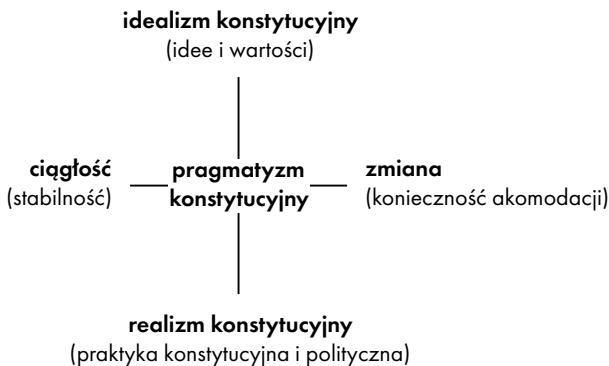 idealizm konstytucyjny
(idee i wartości)
ciągłość
(stabilność)
pragmatyzm
konstytucyjny
zmiana
(konieczność akomodacji)
realizm konstytucyjny
(praktyka konstytucyjna i polityczna)